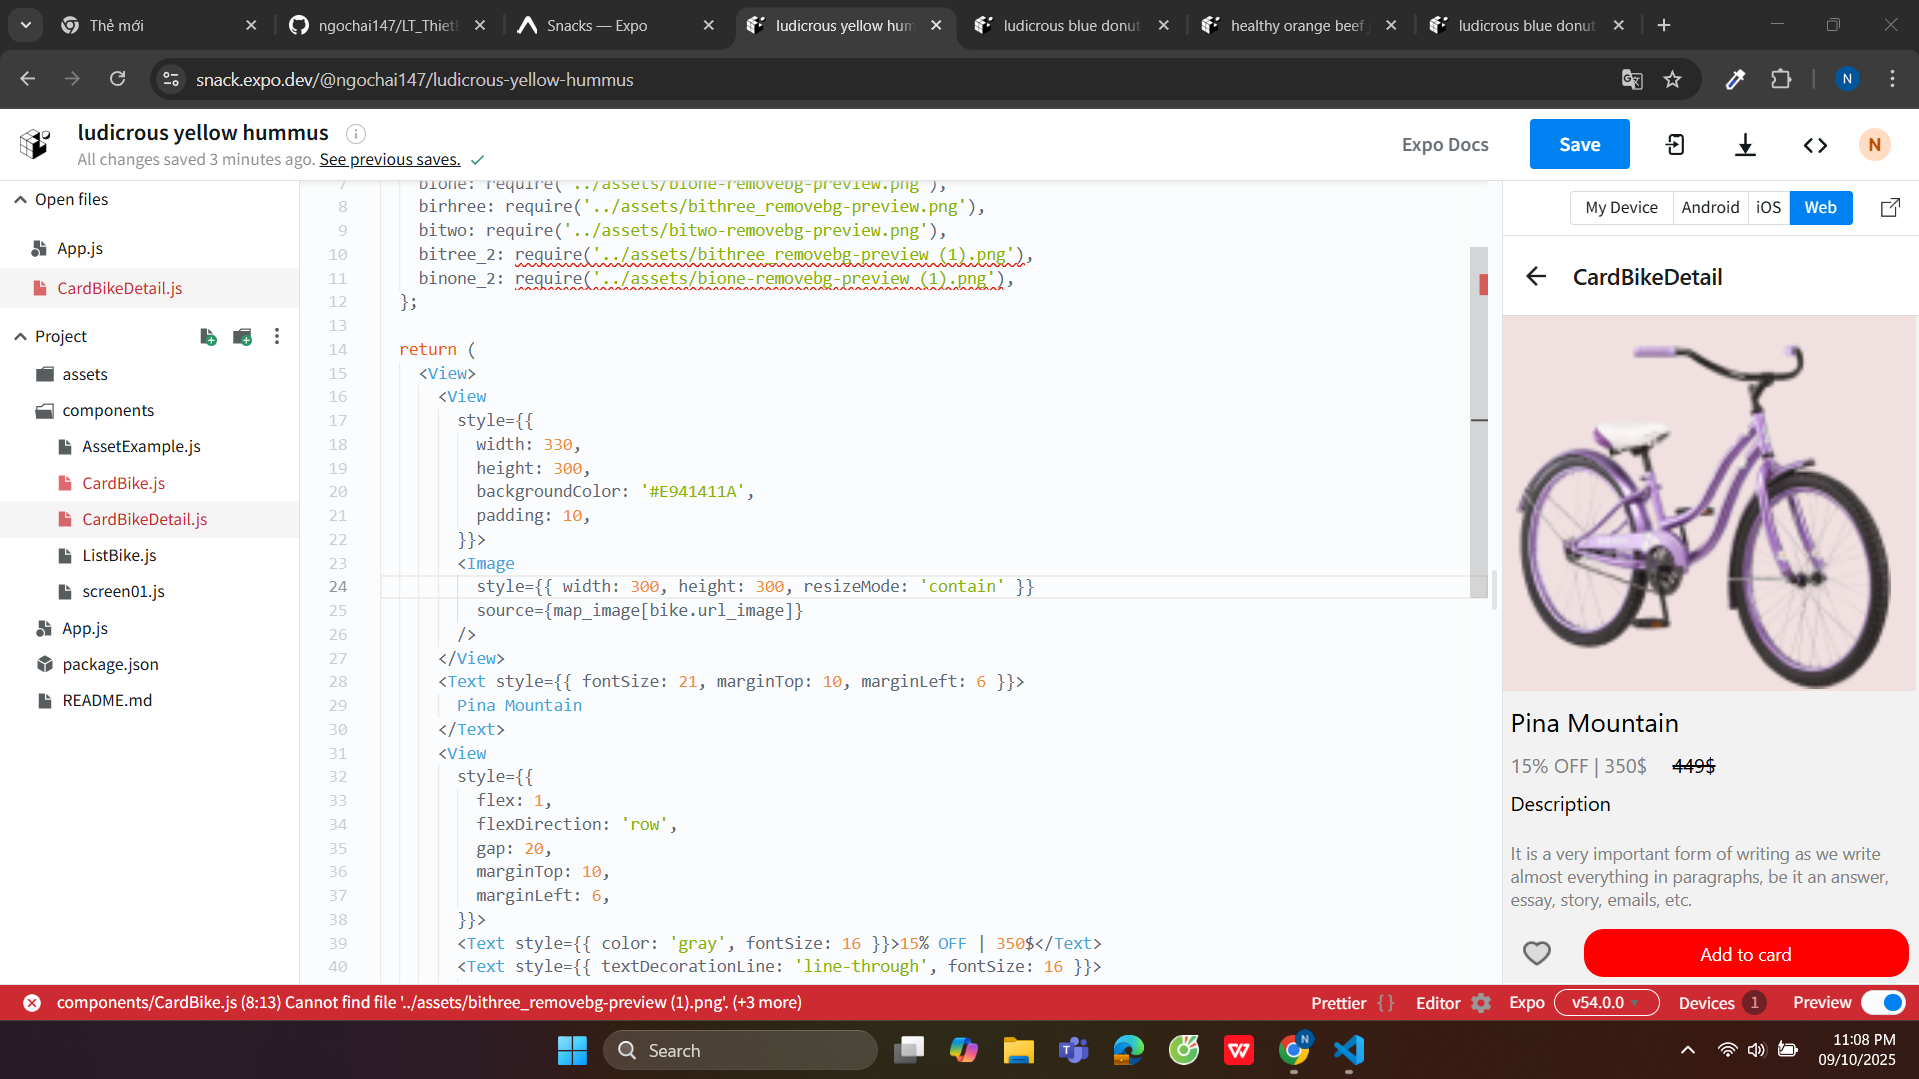 Thẻ mới
ngochai147/LT_Thiet
Snacks — Expo
ludicrous yellow hum
ludicrous blue donut
healthy orange beef
ludicrous blue donut
snack.expo.dev/@ngochai147/ludicrous-yellow-hummus
N
ludicrous yellow hummus
All changes saved 3 minutes ago. See previous saves.
Expo Docs
Save
N
Open files
App.js
CardBikeDetail.js
Project
assets
components
AssetExample.js
CardBike.js
CardBikeDetail.js
ListBike.js
screen01.js
App.js
package.json
README.md
7 bione: require('../assets/bione-removebg-preview.png'),
8 birhree: require('../assets/bithree_removebg-preview.png'),
9 bitwo: require('../assets/bitwo-removebg-preview.png'),
10 bitree_2: require('../assets/bithree_removebg-preview (1).png'),
11 binone_2: require('../assets/bione-removebg-preview (1).png'),
12 };
13
14 return (
15 <View>
16 <View
17 style={{
18 width: 330,
19 height: 300,
20 backgroundColor: '#E941411A',
21 padding: 10,
22 }}>
23 <Image
24 style={{ width: 300, height: 300, resizeMode: 'contain' }}
25 source={map_image[bike.url_image]}
26 />
27 </View>
28 <Text style={{ fontSize: 21, marginTop: 10, marginLeft: 6 }}>
29 Pina Mountain
30 </Text>
31 <View
32 style={{
33 flex: 1,
34 flexDirection: 'row',
35 gap: 20,
36 marginTop: 10,
37 marginLeft: 6,
38 }}>
39 <Text style={{ color: 'gray', fontSize: 16 }}>15% OFF | 350$</Text>
40 <Text style={{ textDecorationLine: 'line-through', fontSize: 16 }}>
My Device
Android
iOS
Web
CardBikeDetail
Pina Mountain
15% OFF | 350$ 449$
Description
It is a very important form of writing as we write
almost everything in paragraphs, be it an answer,
essay, story, emails, etc.
Add to card
components/CardBike.js (8:13) Cannot find file '../assets/bithree_removebg-preview (1).png'. (+3 more)
Prettier { }
Editor
Expo
v54.0.0
Devices 1
Preview
Search
N
11:08 PM
09/10/2025